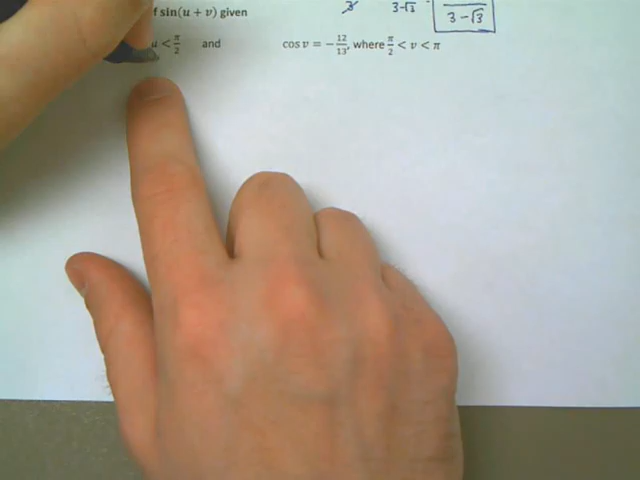 3 3-√3 3 - √3
f sin(u + v) given
u < π/2 and cos v = − 12/13, where π/2 < v < π